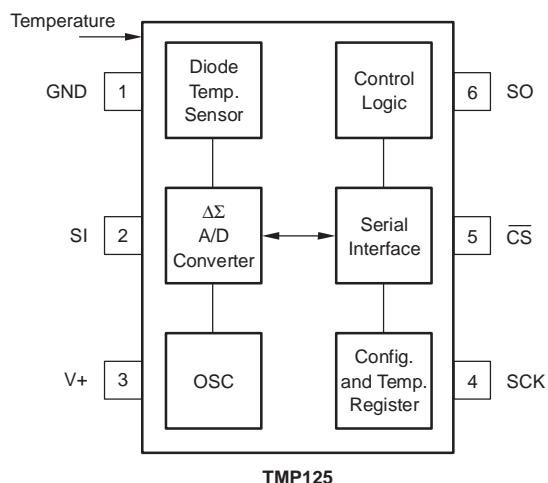 Temperature
GND
1
Diode
Temp.
Sensor
Control
Logic
6
SO
SI
2
ΔΣ
A/D
Converter
Serial
Interface
5
C̅S̅
V+
3
OSC
Config.
and Temp.
Register
4
SCK
TMP125